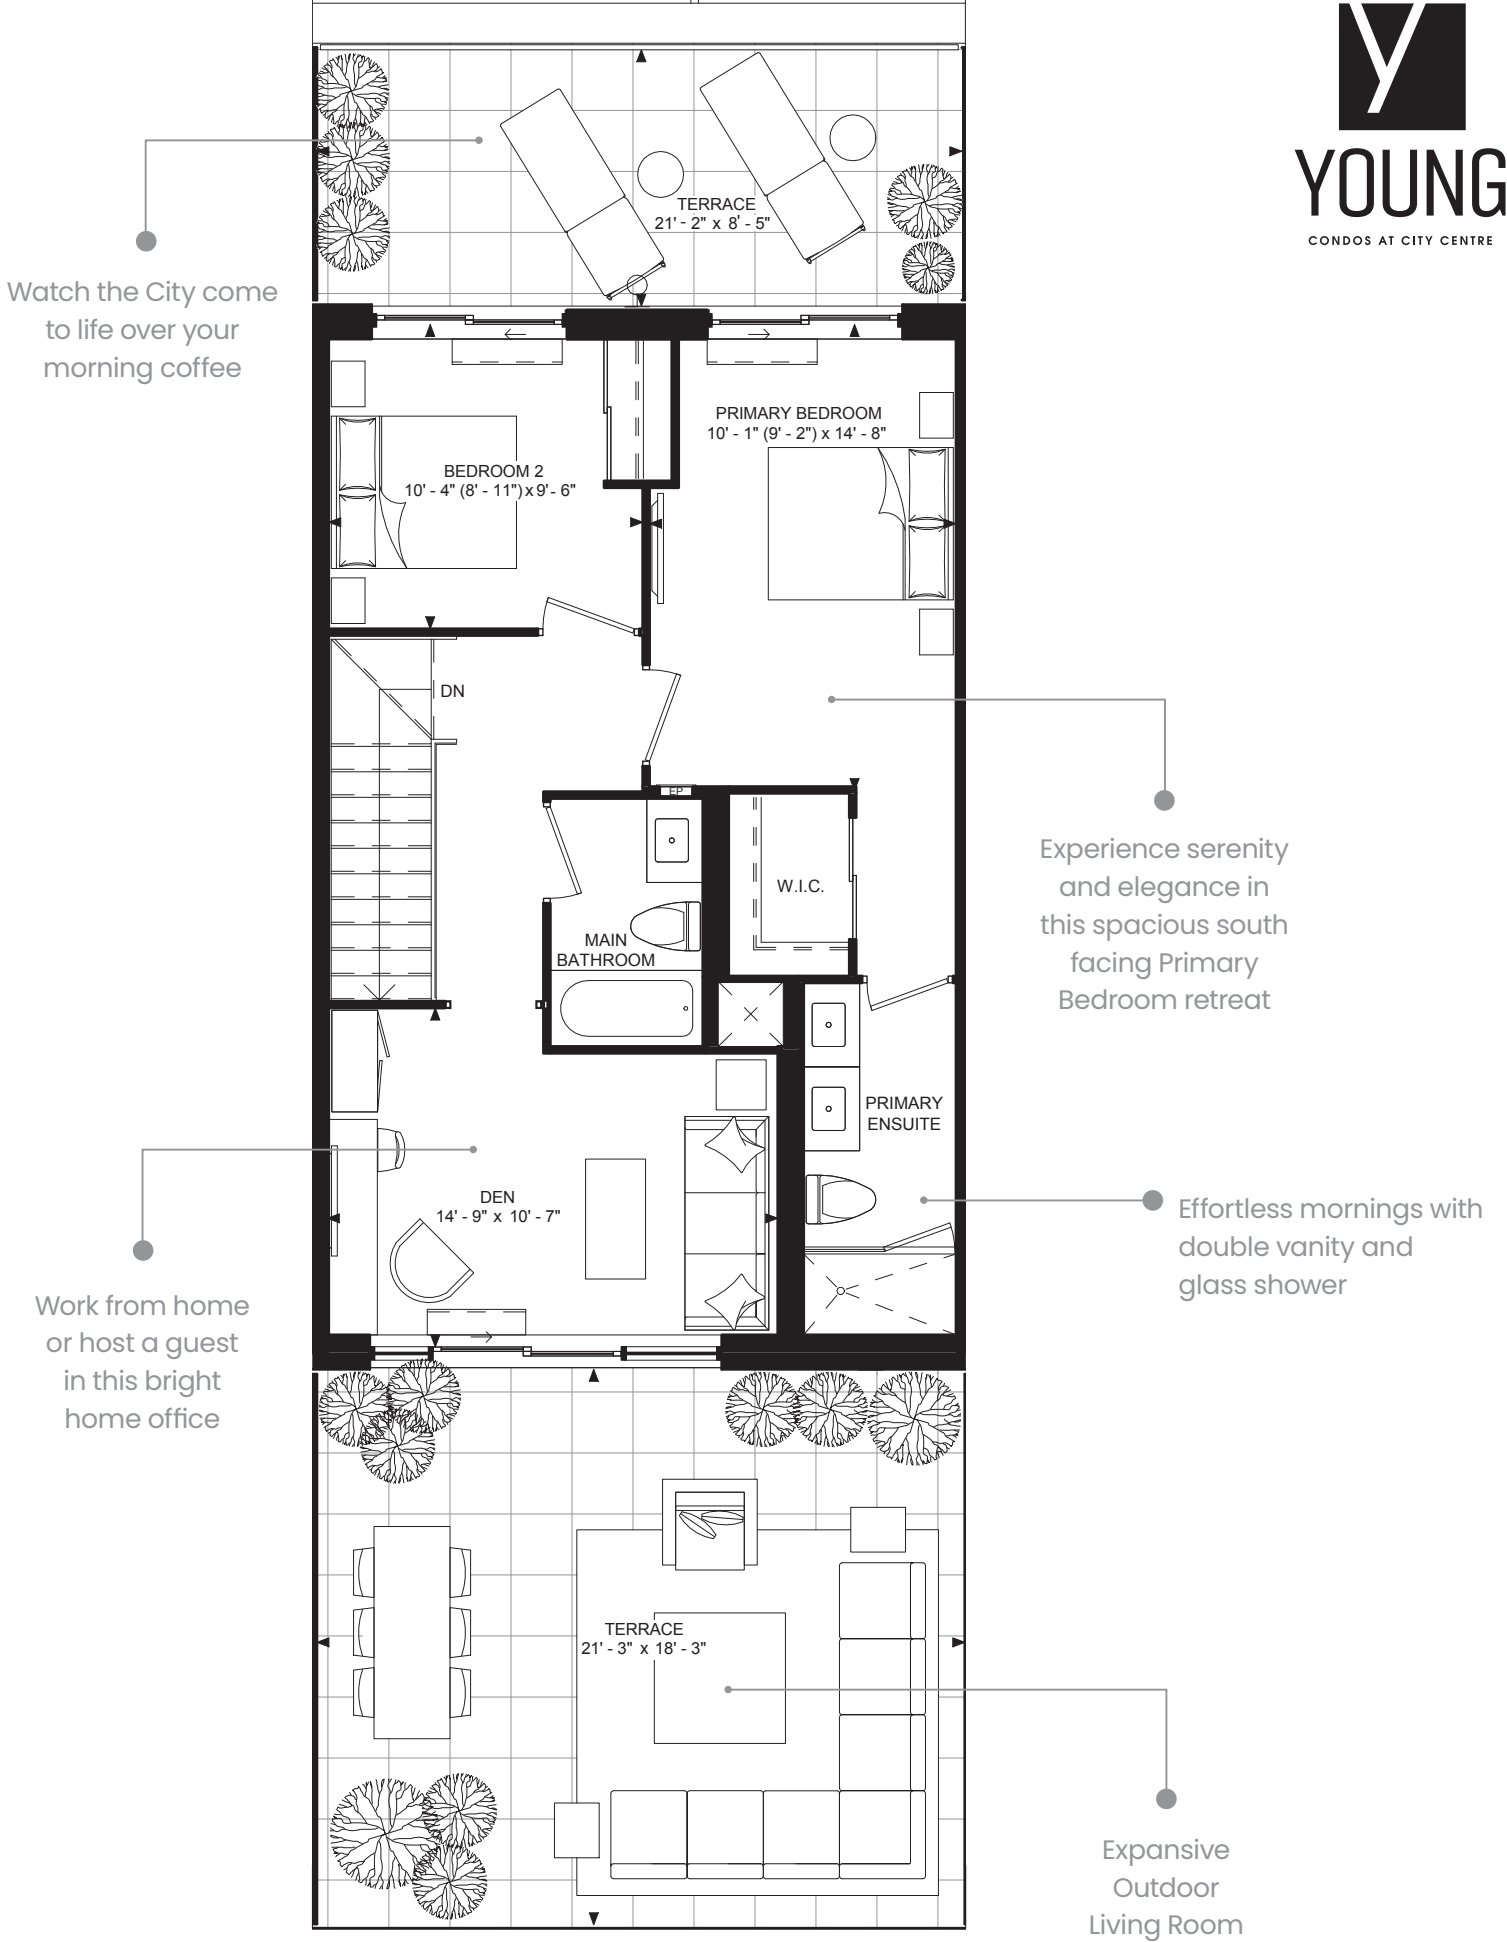 y
YOUNG
CONDOS AT CITY CENTRE
TERRACE
21' - 2" x 8' - 5"
Watch the City come
to life over your
morning coffee
PRIMARY BEDROOM
10' - 1" (9' - 2") x 14' - 8"
BEDROOM 2
10' - 4" (8' - 11") x 9' - 6"
DN
EP
Experience serenity
and elegance in
this spacious south
facing Primary
Bedroom retreat
W.I.C.
MAIN
BATHROOM
PRIMARY
ENSUITE
DEN
14' - 9" x 10' - 7"
Effortless mornings with
double vanity and
glass shower
Work from home
or host a guest
in this bright
home office
TERRACE
21' - 3" x 18' - 3"
Expansive
Outdoor
Living Room